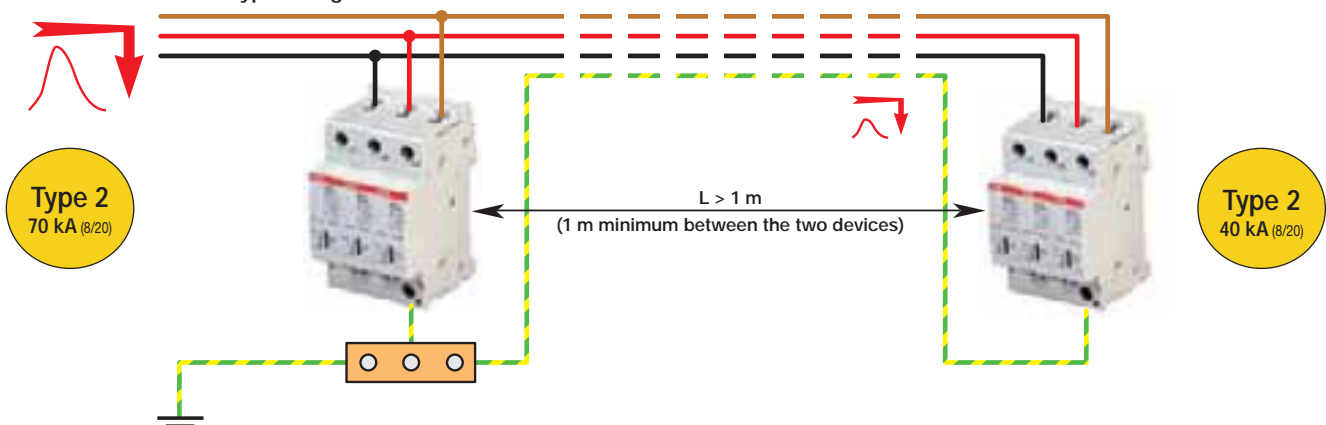 Type 2
70 kA (8/20)
L > 1 m
(1 m minimum between the two devices)
Type 2
40 kA (8/20)